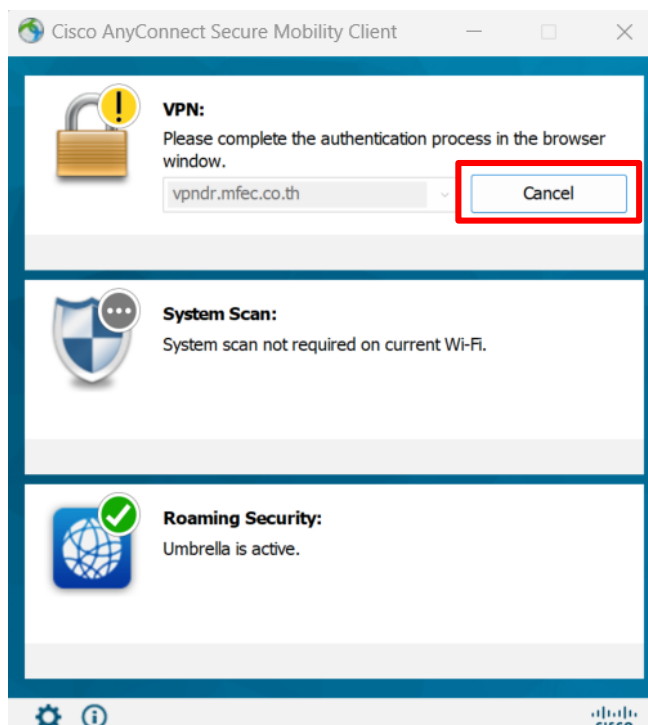 Cisco AnyConnect Secure Mobility Client
VPN:
Please complete the authentication process in the browser
window.
vpndr.mfec.co.th
Cancel
System Scan:
System scan not required on current Wi-Fi.
Roaming Security:
Umbrella is active.